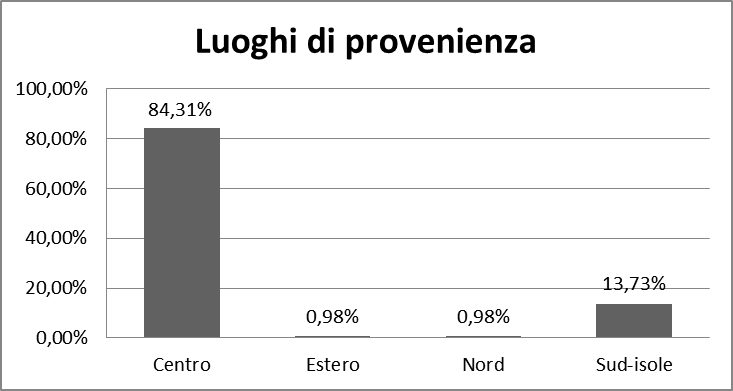 Luoghi di provenienza
100,00%
80,00%
60,00%
40,00%
20,00%
0,00%
84,31%
0,98%
0,98%
13,73%
Centro
Estero
Nord
Sud-isole